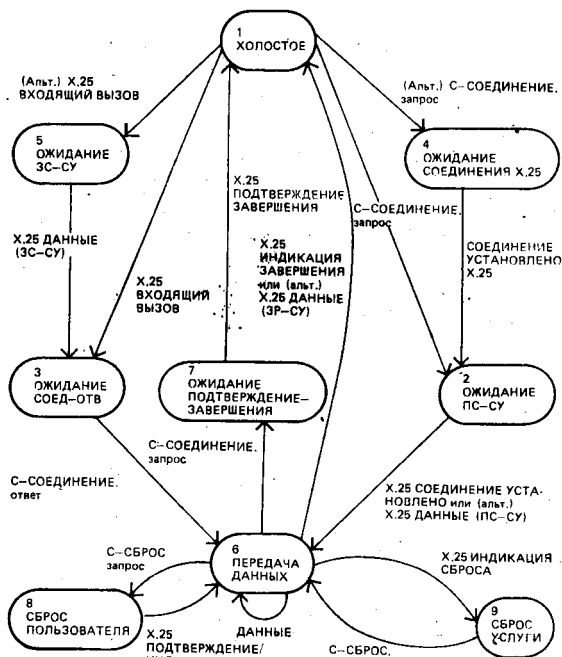 1
ХОЛОСТОЕ
(Альт.) X.25
ВХОДЯЩИЙ ВЫЗОВ
(Альт.) С–СОЕДИНЕНИЕ.
запрос
5
ОЖИДАНИЕ
ЗС–СУ
4
ОЖИДАНИЕ
СОЕДИНЕНИЯ X.25
X.25
ПОДТВЕРЖДЕНИЕ
ЗАВЕРШЕНИЯ
С–СОЕДИНЕНИЕ.
запрос
X.25 ДАННЫЕ
(ЗС–СУ)
X.25
ИНДИКАЦИЯ
ЗАВЕРШЕНИЯ
или (альт.)
X.25 ДАННЫЕ
(ЗР–СУ)
СОЕДИНЕНИЕ
УСТАНОВЛЕНО
X.25
X.25
ВХОДЯЩИЙ
ВЫЗОВ
3
ОЖИДАНИЕ
СОЕД–ОТВ
7
ОЖИДАНИЕ
ПОДТВЕРЖДЕНИЕ–
ЗАВЕРШЕНИЯ
2
ОЖИДАНИЕ
ПС–СУ
С–СОЕДИНЕНИЕ.
ответ
С–СОЕДИНЕНИЕ.
запрос
X.25 СОЕДИНЕНИЕ УСТА-
НОВЛЕНО или (альт.)
X.25 ДАННЫЕ (ПС–СУ)
С–СБРОС
запрос
6
ПЕРЕДАЧА
ДАННЫХ
X.25 ИНДИКАЦИЯ
СБРОСА
8
СБРОС
ПОЛЬЗОВАТЕЛЯ
X.25
ПОДТВЕРЖДЕНИЕ/
ДАННЫЕ
С–СБРОС.
9
СБРОС
УСЛУГИ